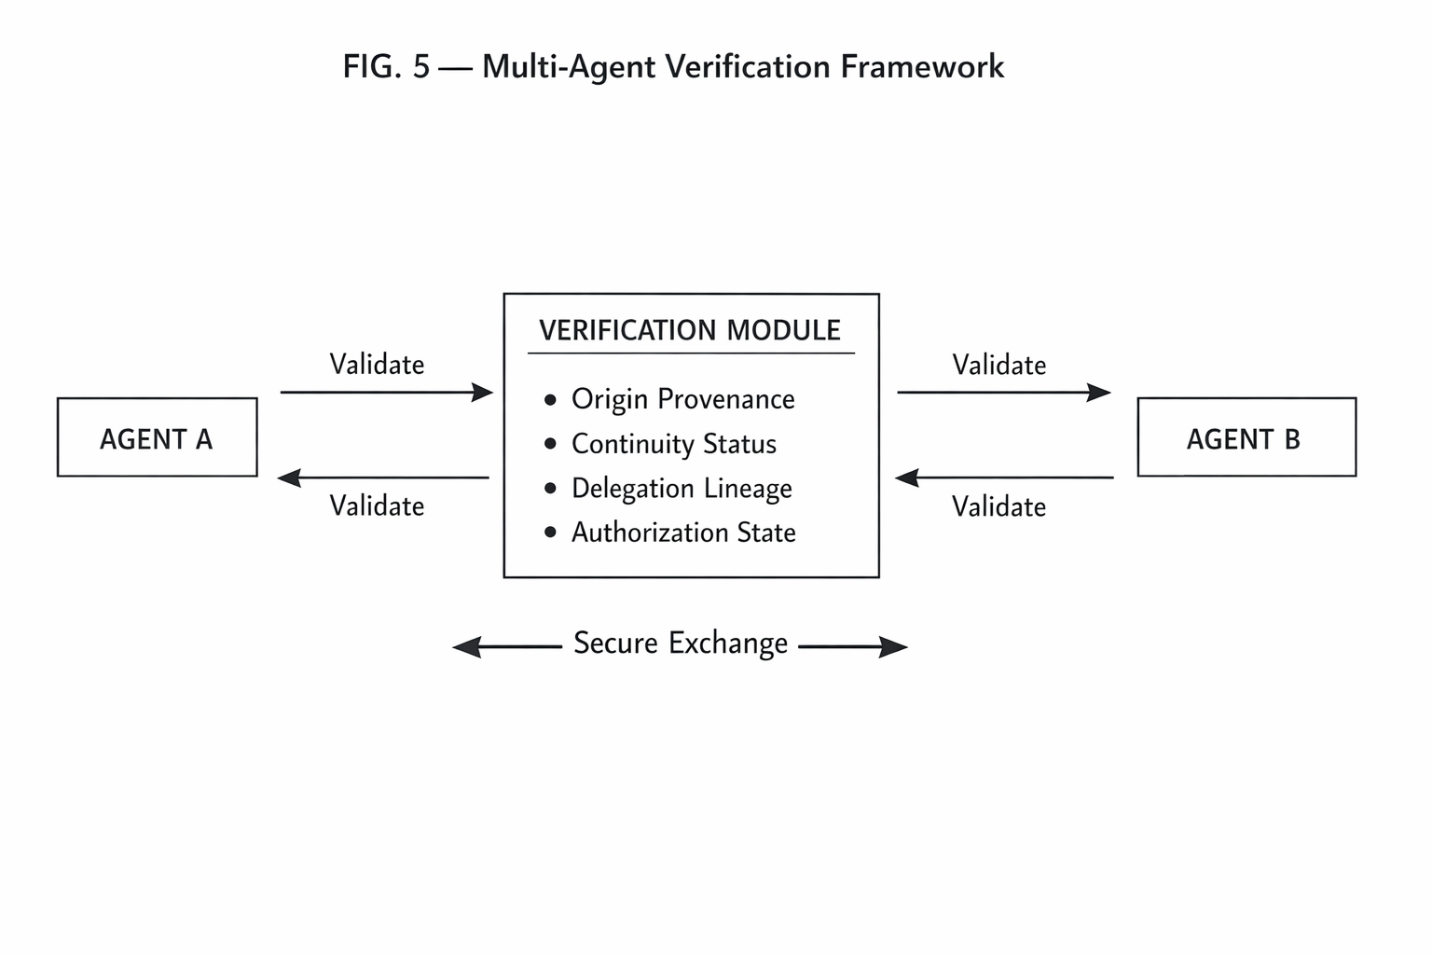 FIG. 5 — Multi-Agent Verification Framework
VERIFICATION MODULE
Validate
Validate
• Origin Provenance
AGENT A
• Continuity Status
AGENT B
• Delegation Lineage
Validate
Validate
• Authorization State
Secure Exchange